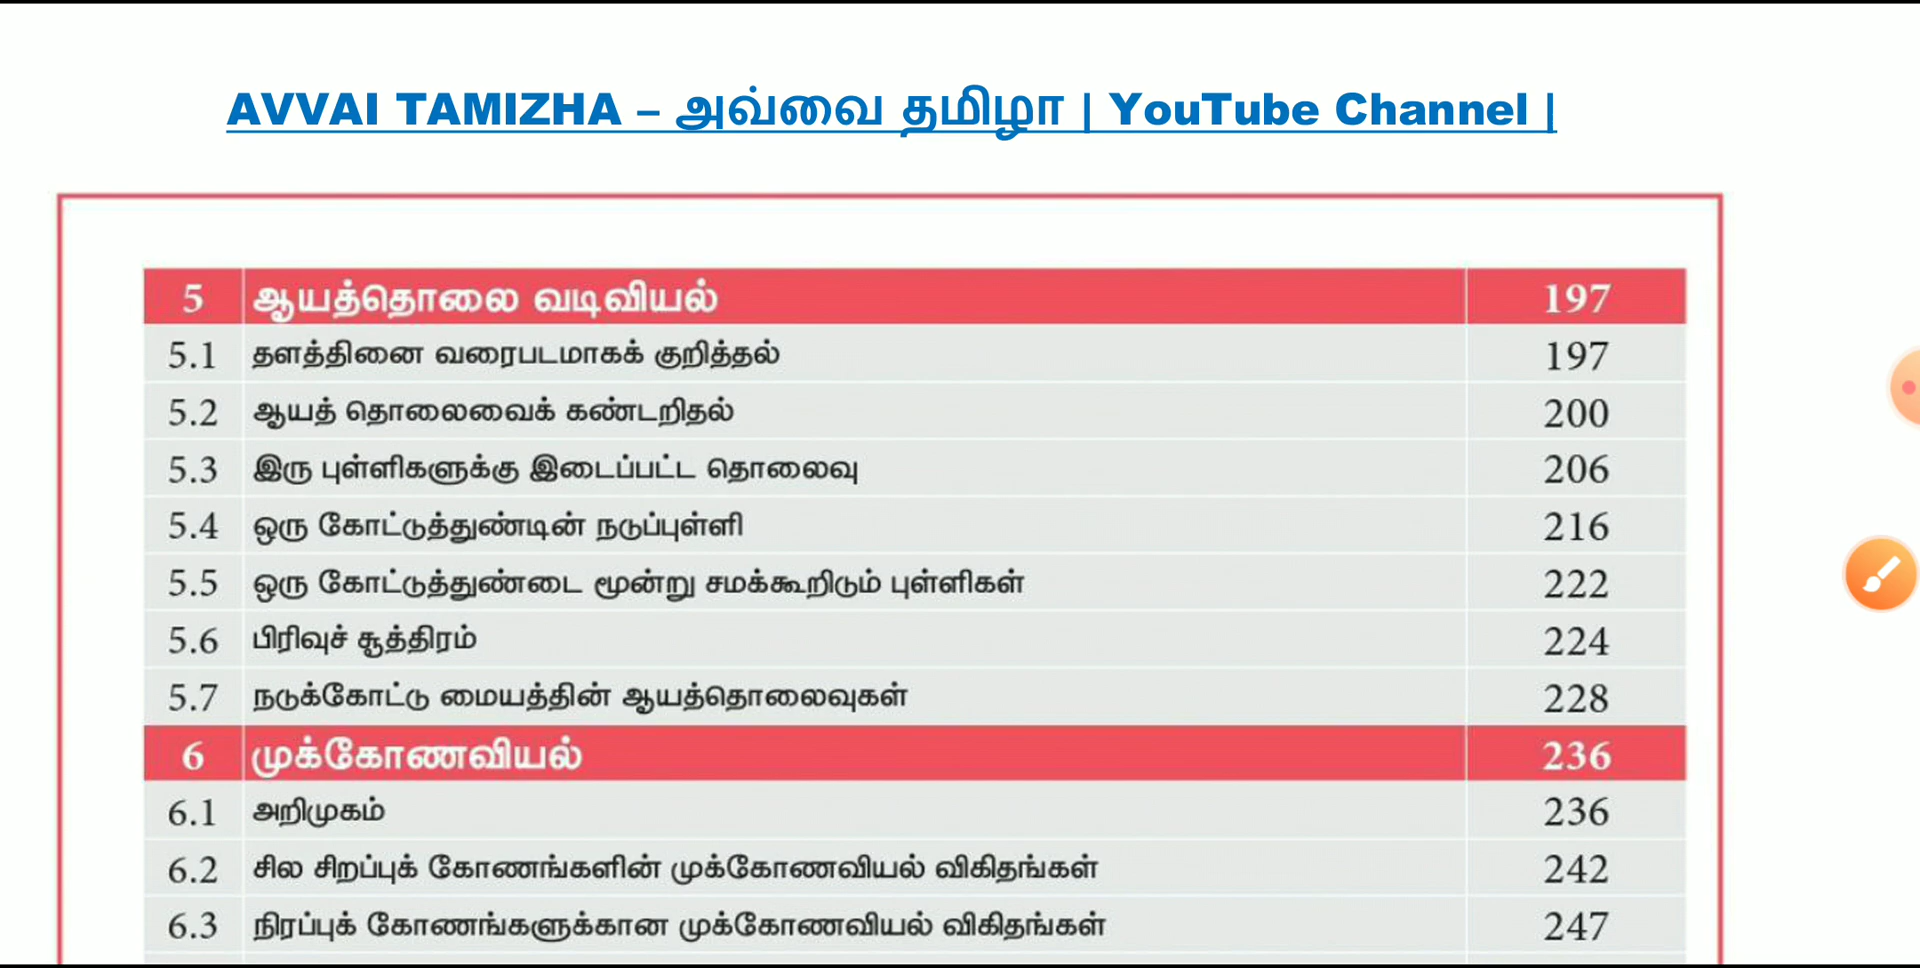 AVVAI TAMIZHA – அவ்வை தமிழா | YouTube Channel |
5 ஆயத்தொலை வடிவியல் 197
5.1 தளத்தினை வரைபடமாகக் குறித்தல் 197
5.2 ஆயத் தொலைவைக் கண்டறிதல் 200
5.3 இரு புள்ளிகளுக்கு இடைப்பட்ட தொலைவு 206
5.4 ஒரு கோட்டுத்துண்டின் நடுப்புள்ளி 216
5.5 ஒரு கோட்டுத்துண்டை மூன்று சமக்கூறிடும் புள்ளிகள் 222
5.6 பிரிவுச் சூத்திரம் 224
5.7 நடுக்கோட்டு மையத்தின் ஆயத்தொலைவுகள் 228
6 முக்கோணவியல் 236
6.1 அறிமுகம் 236
6.2 சில சிறப்புக் கோணங்களின் முக்கோணவியல் விகிதங்கள் 242
6.3 நிரப்புக் கோணங்களுக்கான முக்கோணவியல் விகிதங்கள் 247